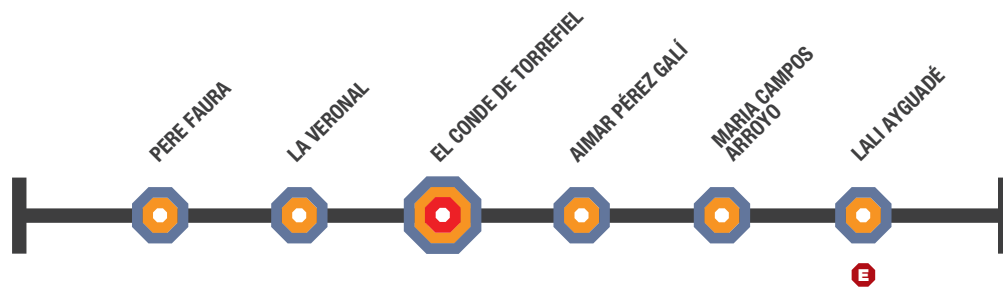 PERE FAURA
LA VERONAL
EL CONDE DE TORREFIEL
AIMAR PÉREZ GALÍ
MARIA CAMPOS
ARROYO
LALI AYGUADÉ
E